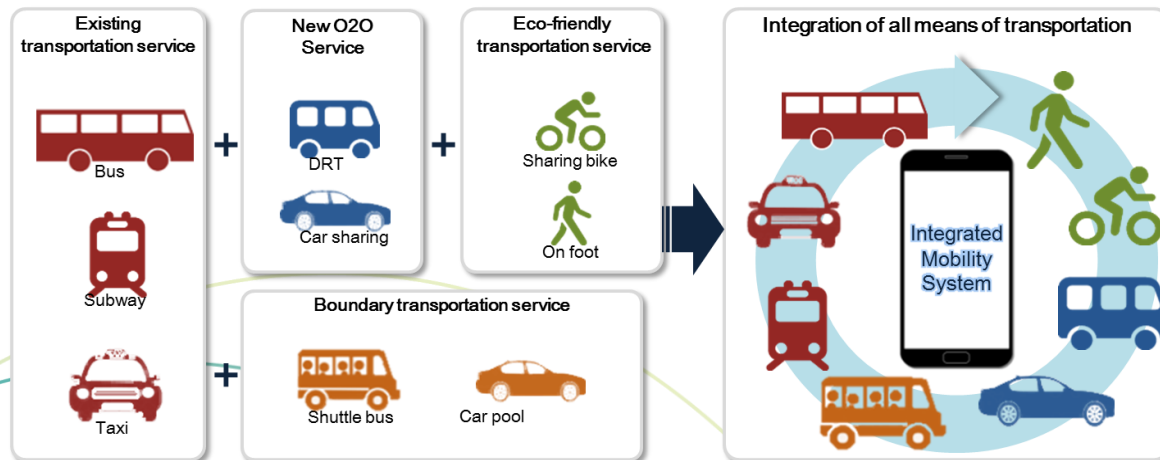 Existing
transportation service
Bus
Subway
Taxi
New O2O
Service
DRT
Car sharing
Eco-friendly
transportation service
Sharing bike
On foot
Boundary transportation service
Shuttle bus
Car pool
Integration of all means of transportation
Integrated
Mobility
System